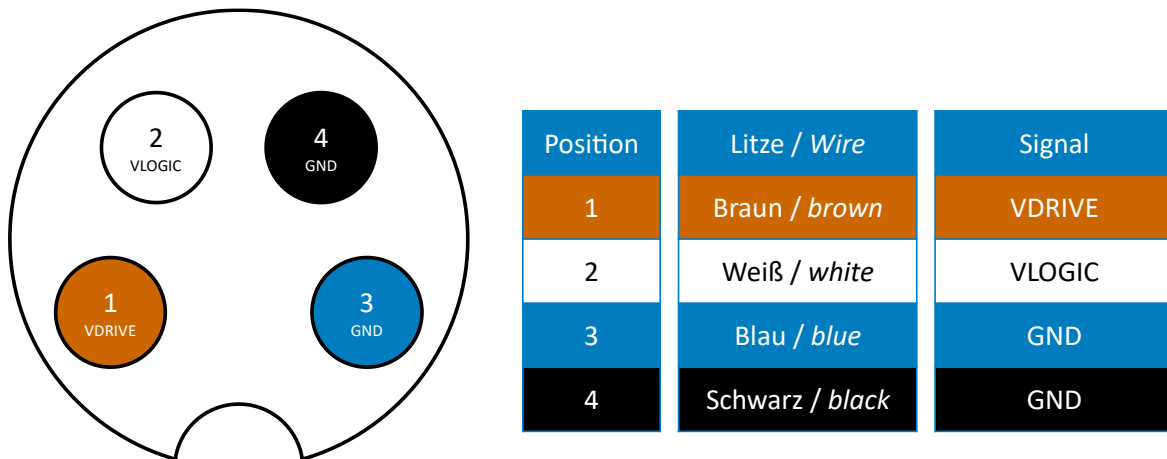 2
VLOGIC
4
GND
1
VDRIVE
3
GND
Position Litze / Wire Signal
1 Braun / brown VDRIVE
2 Weiß / white VLOGIC
3 Blau / blue GND
4 Schwarz / black GND